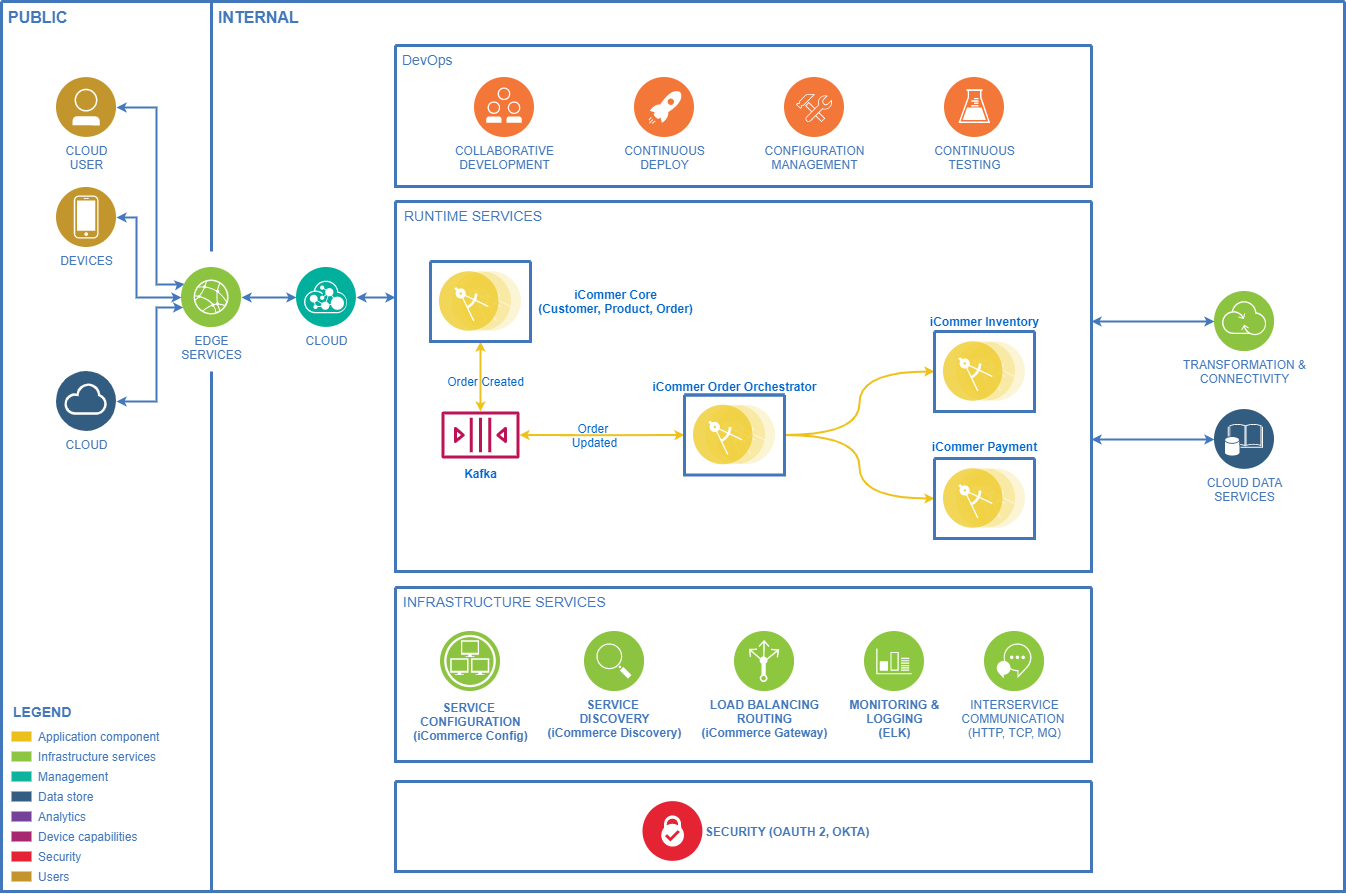 PUBLIC
INTERNAL
CLOUD
USER
DEVICES
CLOUD
EDGE
SERVICES
CLOUD
DevOps
COLLABORATIVE
DEVELOPMENT
CONTINUOUS
DEPLOY
CONFIGURATION
MANAGEMENT
CONTINUOUS
TESTING
RUNTIME SERVICES
iCommer Core
(Customer, Product, Order)
Order Created
Kafka
Order
Updated
iCommer Order Orchestrator
iCommer Inventory
iCommer Payment
TRANSFORMATION &
CONNECTIVITY
CLOUD DATA
SERVICES
INFRASTRUCTURE SERVICES
SERVICE
CONFIGURATION
(iCommerce Config)
SERVICE
DISCOVERY
(iCommerce Discovery)
LOAD BALANCING
ROUTING
(iCommerce Gateway)
MONITORING &
LOGGING
(ELK)
INTERSERVICE
COMMUNICATION
(HTTP, TCP, MQ)
SECURITY (OAUTH 2, OKTA)
LEGEND
Application component
Infrastructure services
Management
Data store
Analytics
Device capabilities
Security
Users